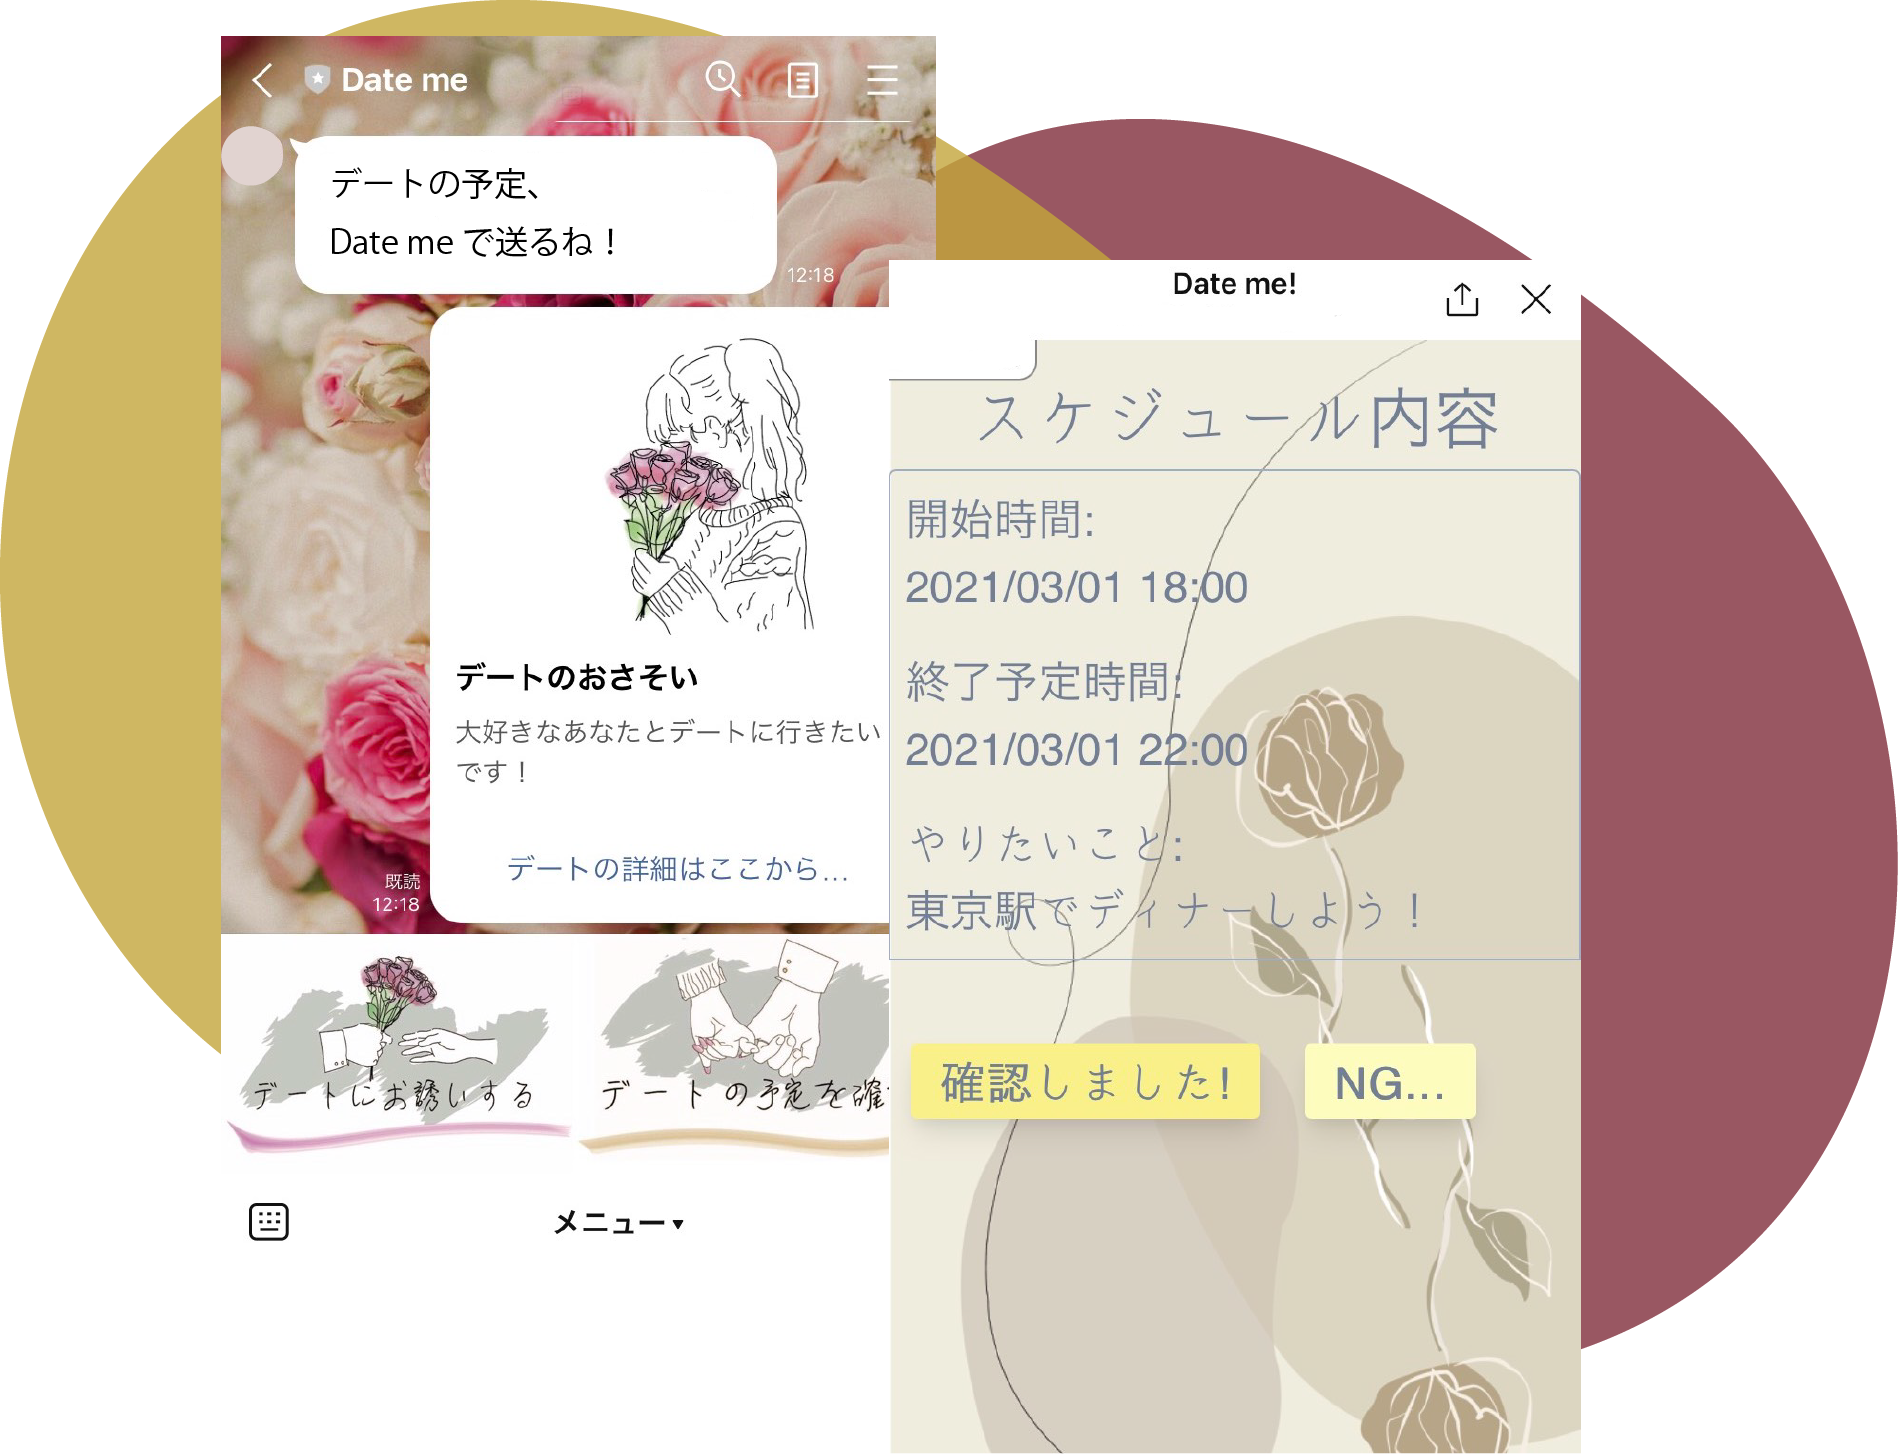 Date me
デートの予定、
Date me で送るね！
12:18
デートのおさそい
大好きなあなたとデートに行きたい
です！
デートの詳細はここから...
既読
12:18
デートにお誘いする
デートの予定を確
メニュー▼
Date me!
スケジュール内容
開始時間:
2021/03/01 18:00
終了予定時間:
2021/03/01 22:00
やりたいこと:
東京駅でディナーしよう！
確認しました!
NG...